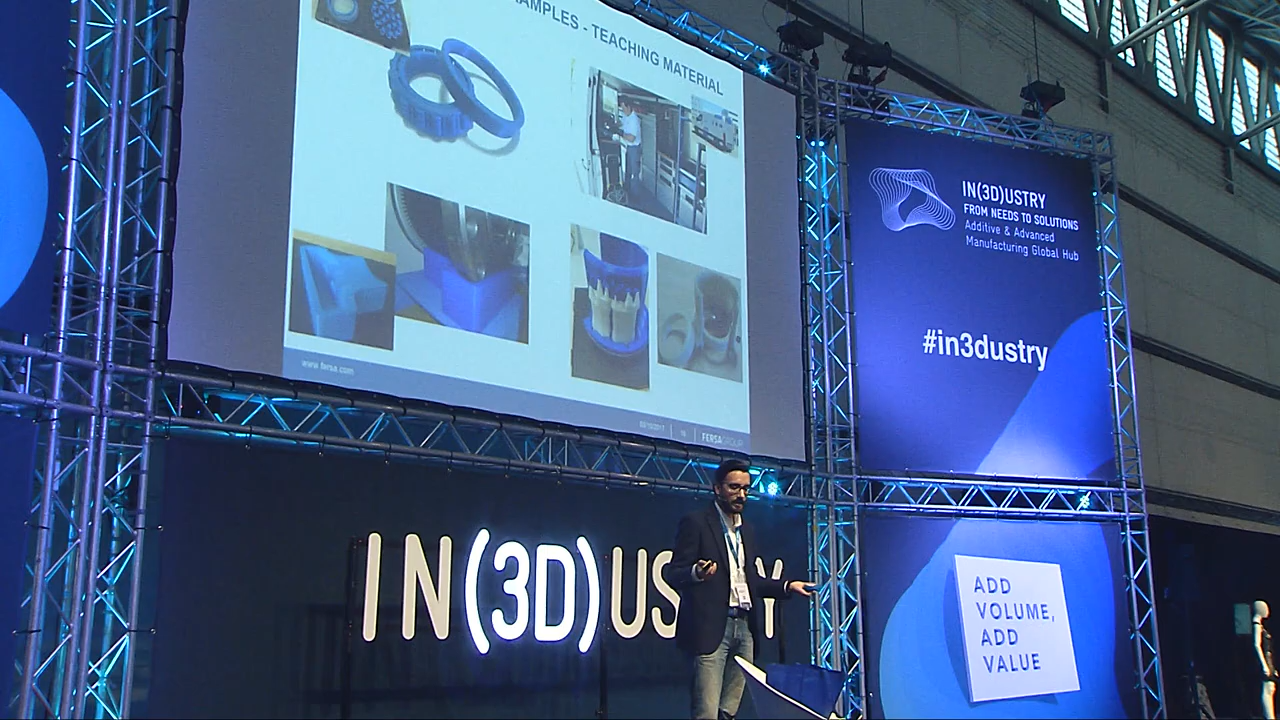 AMPLES - TEACHING MATERIAL
www.fersa.com
FERSA GROUP
IN(3D)USTRY
FROM NEEDS TO SOLUTIONS
Additive & Advanced
Manufacturing Global Hub
#in3dustry
IN(3D)US Y
ADD
VOLUME,
ADD
VALUE